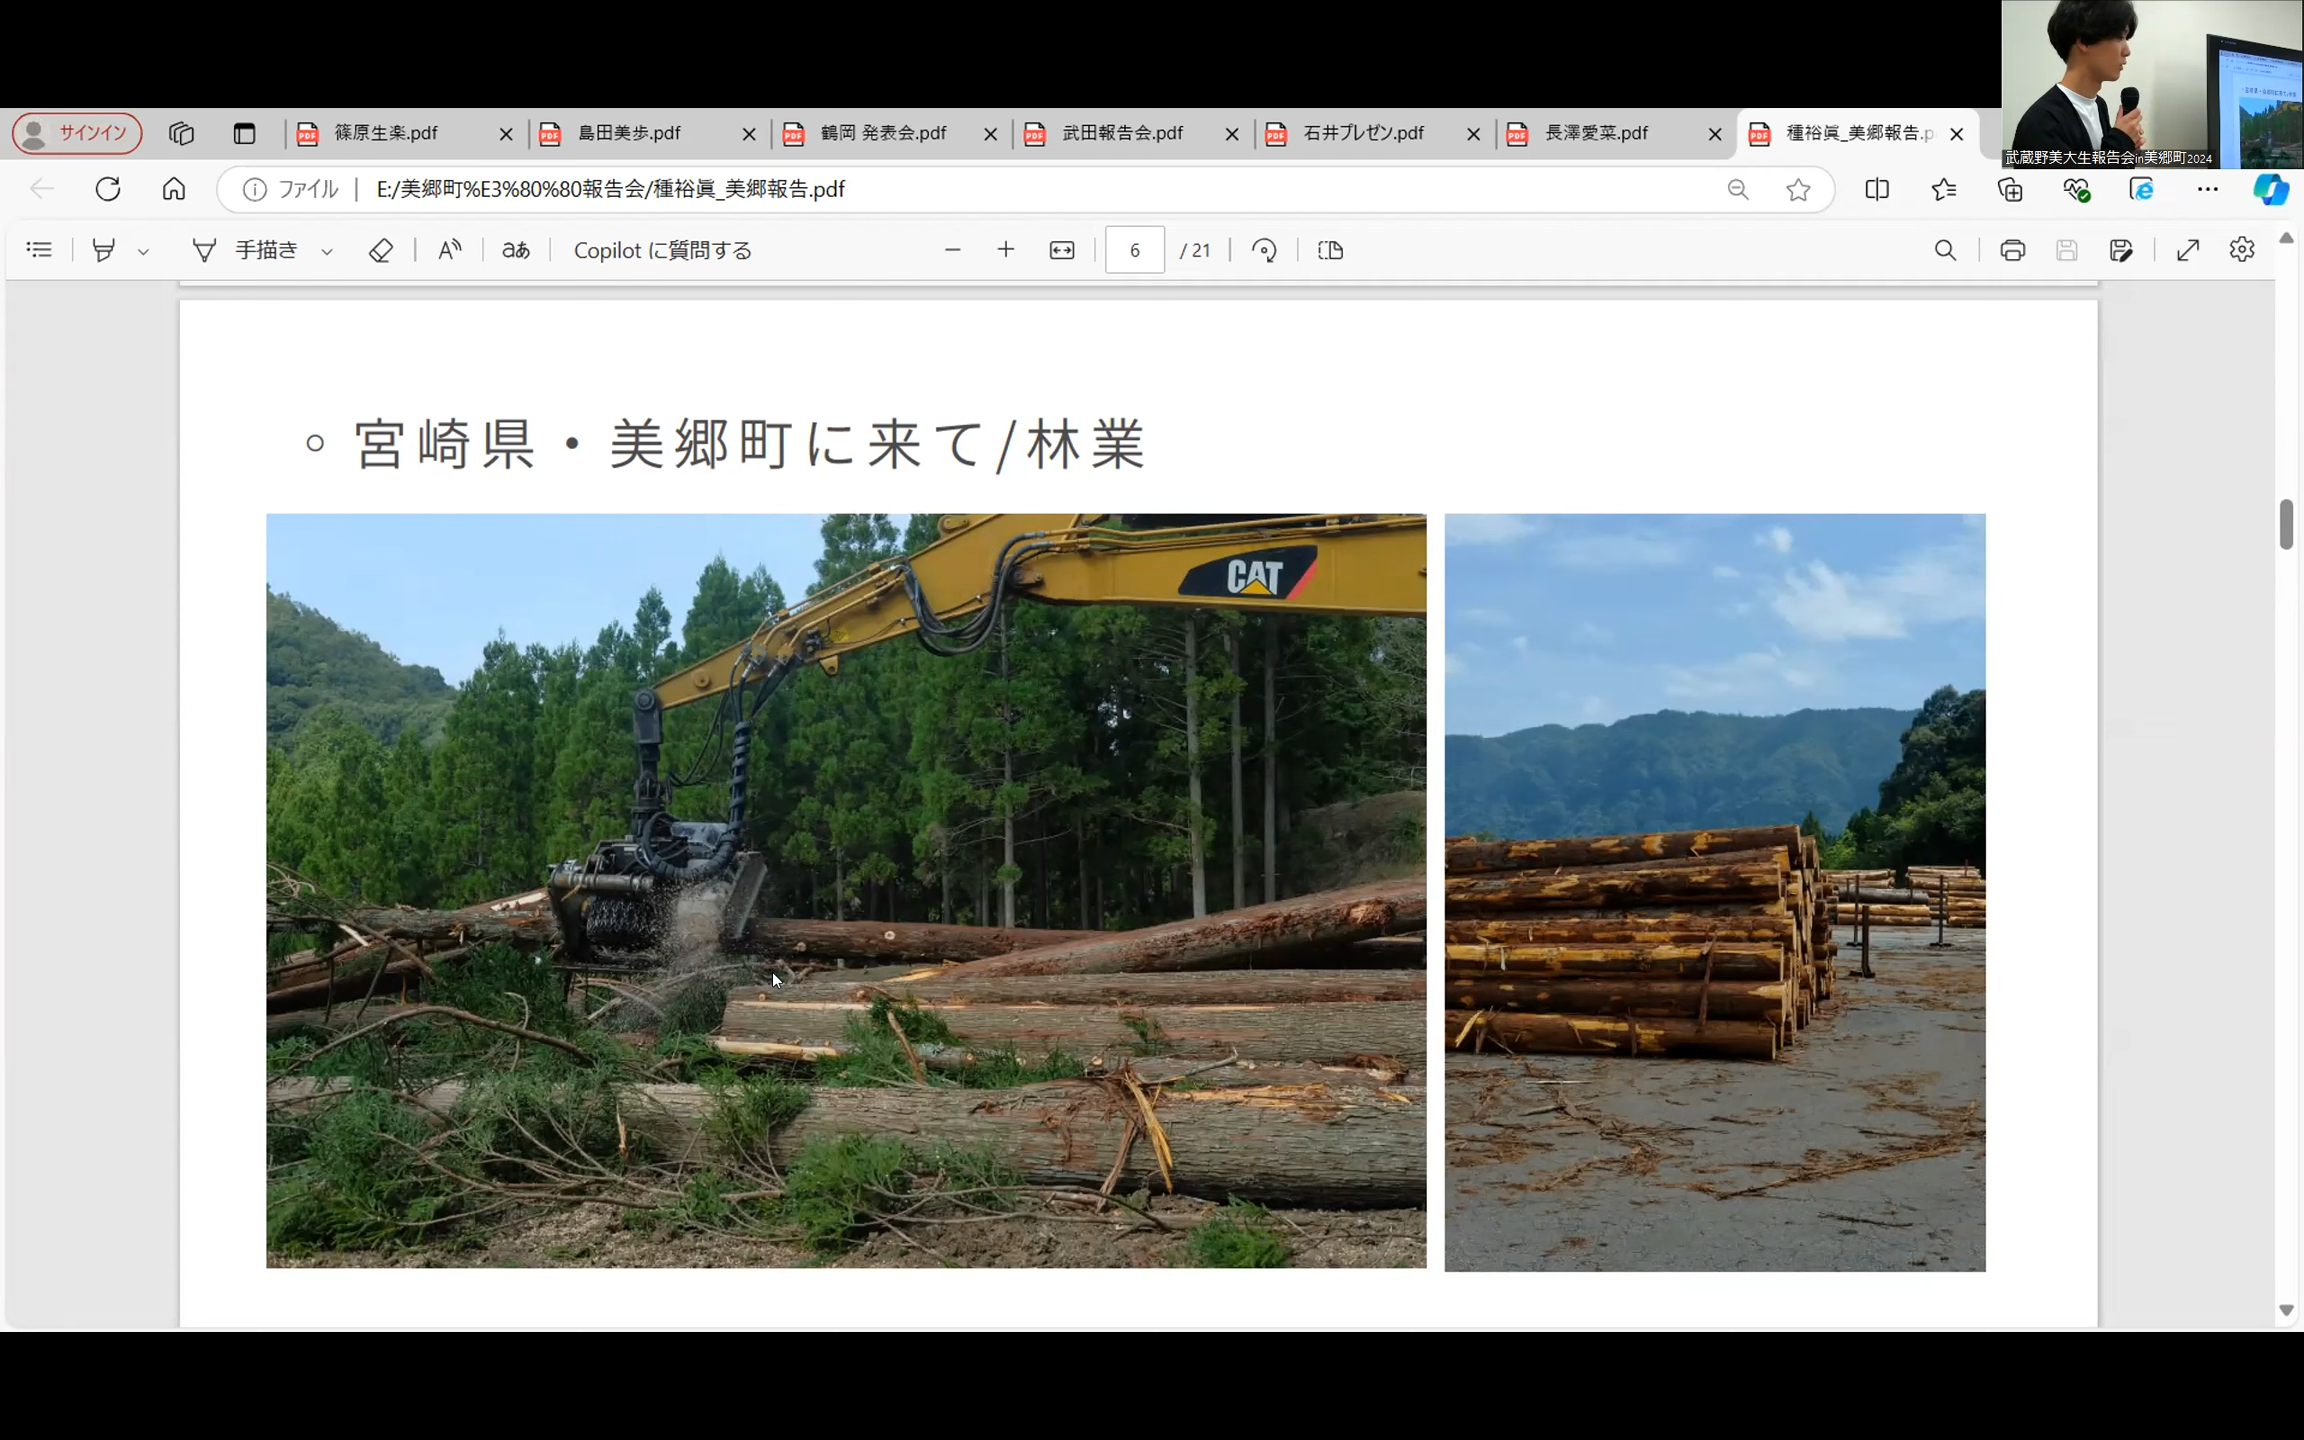 サインイン
篠原生楽.pdf
島田美歩.pdf
鶴岡 発表会.pdf
武田報告会.pdf
石井プレゼン.pdf
長澤愛菜.pdf
種裕眞_美郷報告.p
武蔵野美大生報告会in美郷町2024
ファイル
E:/美郷町%E3%80%80報告会/種裕眞_美郷報告.pdf
手描き
aあ
Copilot に質問する
6 / 21
宮崎県・美郷町に来て/林業
CAT